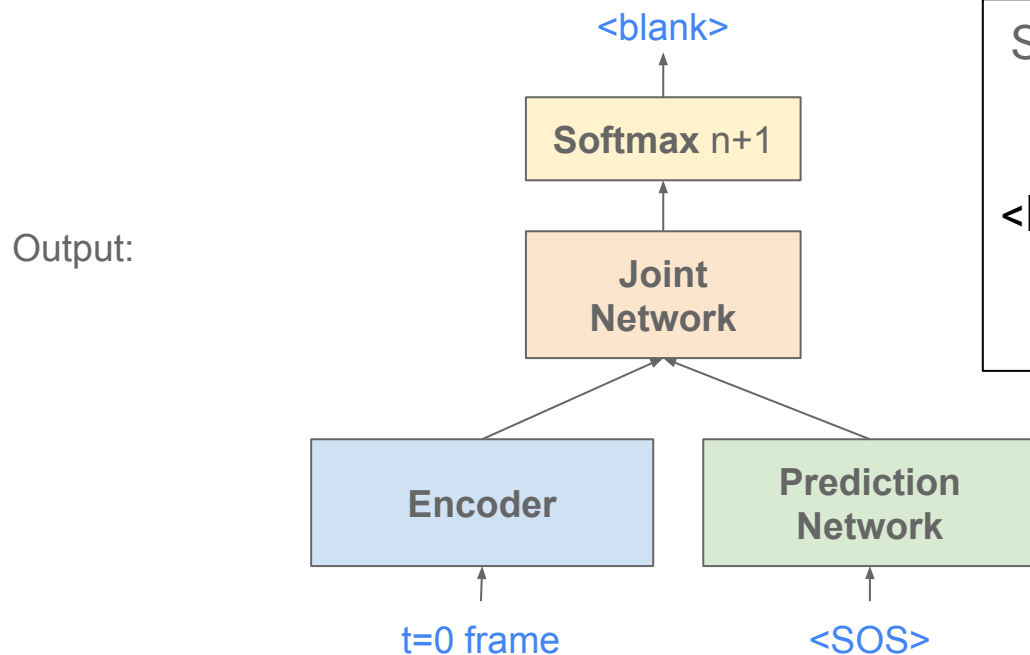 <blank>
S
Softmax n+1
<l
Output:
Joint
Network
Encoder
Prediction
Network
t=0 frame
<SOS>